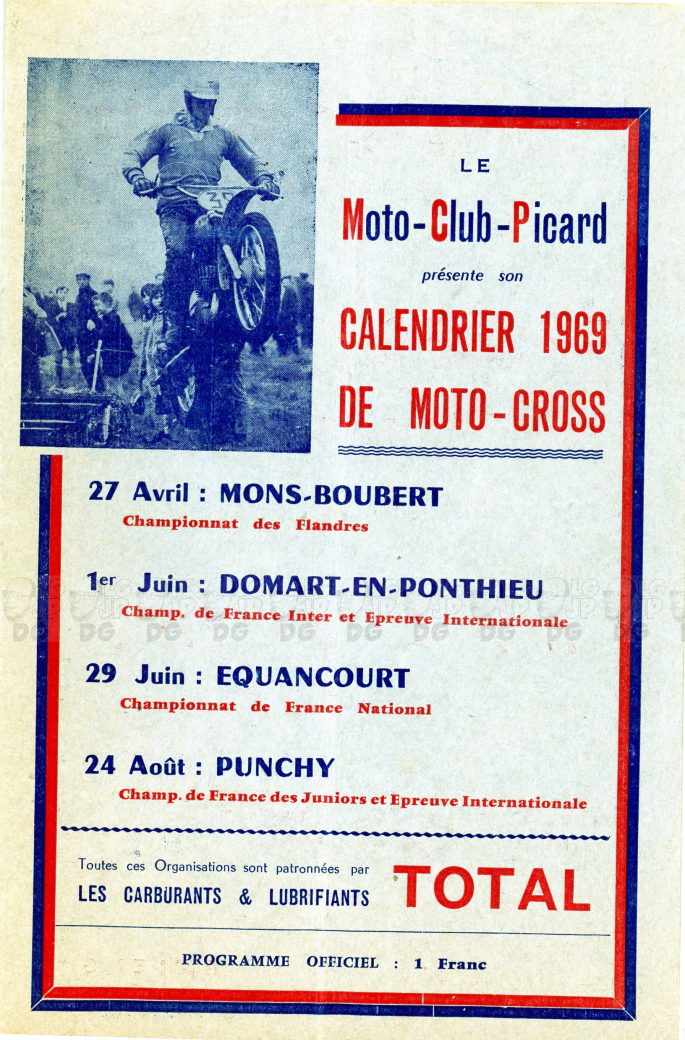 LE
Moto-Club-Picard
présente son
CALENDRIER 1969
DE MOTO-CROSS
27 Avril : MONS-BOUBERT
Championnat des Flandres
1er Juin : DOMART-EN-PONTHIEU
Champ. de France Inter et Epreuve Internationale
29 Juin : EQUANCOURT
Championnat de France National
24 Août : PUNCHY
Champ. de France des Juniors et Epreuve Internationale
Toutes ces Organisations sont patronnées par
LES CARBURANTS & LUBRIFIANTS
TOTAL
PROGRAMME OFFICIEL : 1 Franc